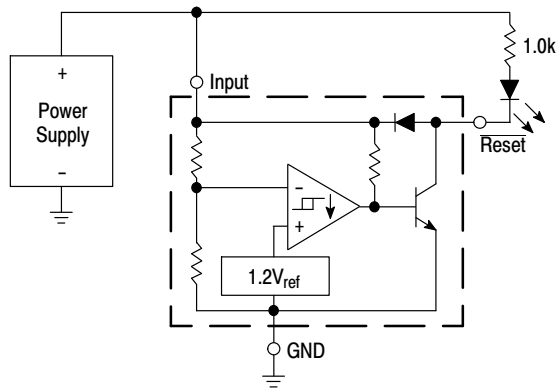 1.0k
+
Input
Power
Supply
Reset
-
-
+
1.2Vref
GND